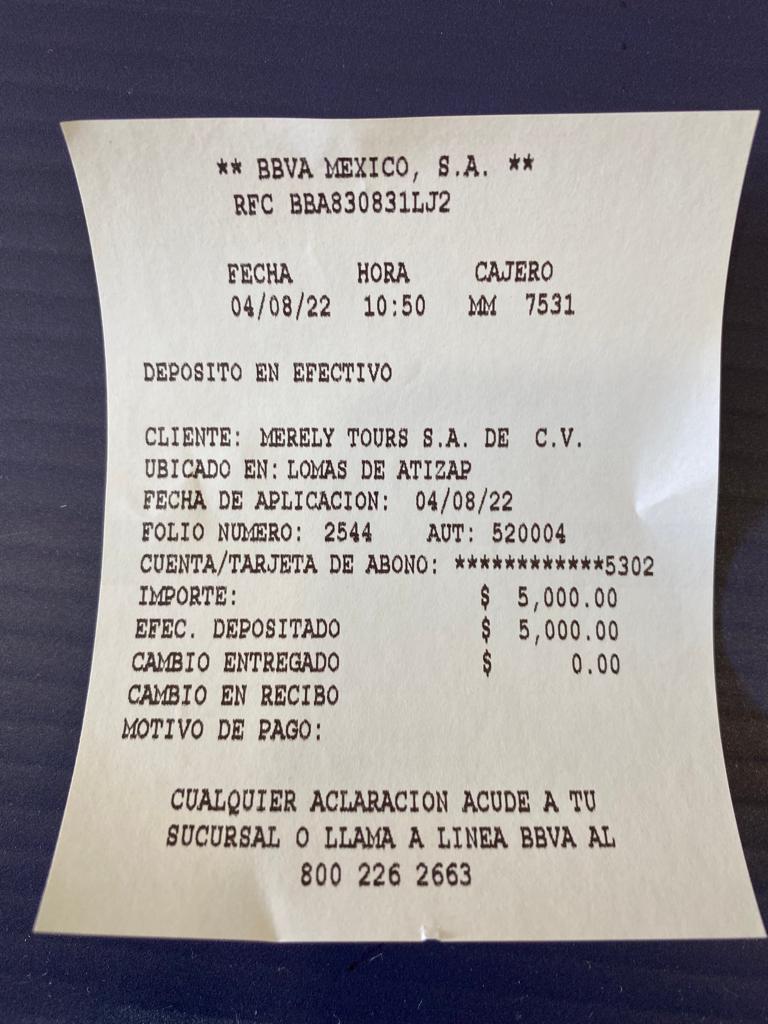 ** BBVA MEXICO, S.A. **
RFC BBA830831LJ2
FECHA HORA CAJERO
04/08/22 10:50 MM 7531
DEPOSITO EN EFECTIVO
CLIENTE: MERELY TOURS S.A. DE C.V.
UBICADO EN: LOMAS DE ATIZAP
FECHA DE APLICACION: 04/08/22
FOLIO NUMERO: 2544 AUT: 520004
CUENTA/TARJETA DE ABONO: ************5302
IMPORTE: $ 5,000.00
EFEC. DEPOSITADO $ 5,000.00
CAMBIO ENTREGADO $ 0.00
CAMBIO EN RECIBO
MOTIVO DE PAGO:
CUALQUIER ACLARACION ACUDE A TU
SUCURSAL O LLAMA A LINEA BBVA AL
800 226 2663